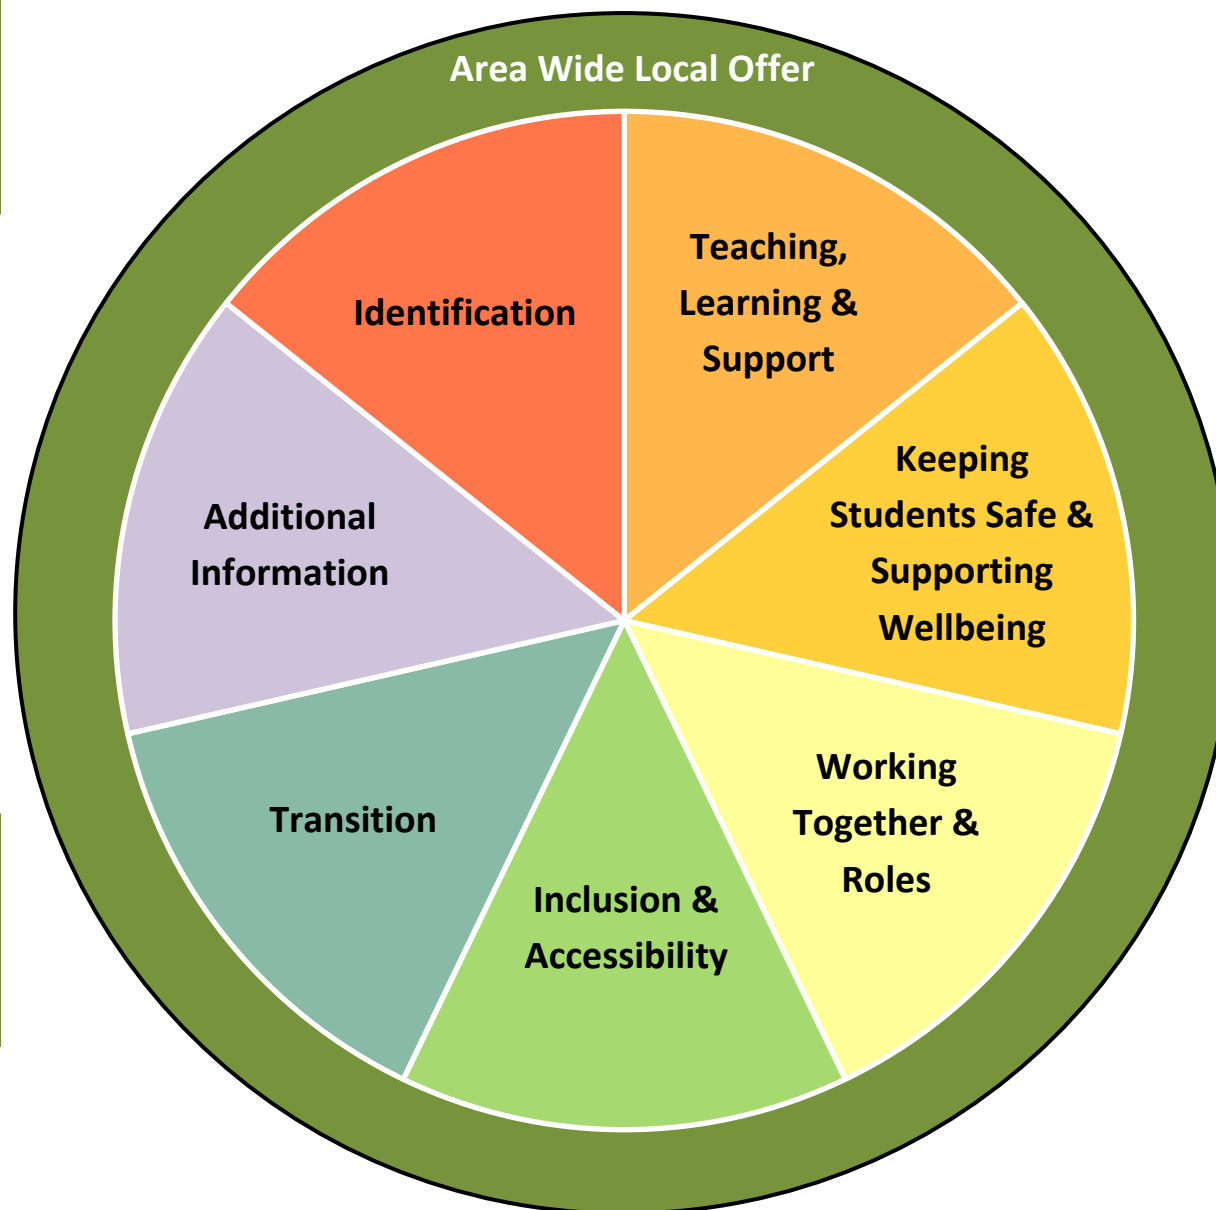 Area Wide Local Offer
Identification
Teaching,
Learning &
Support
Keeping
Students Safe &
Supporting
Wellbeing
Working
Together &
Roles
Inclusion &
Accessibility
Transition
Additional
Information